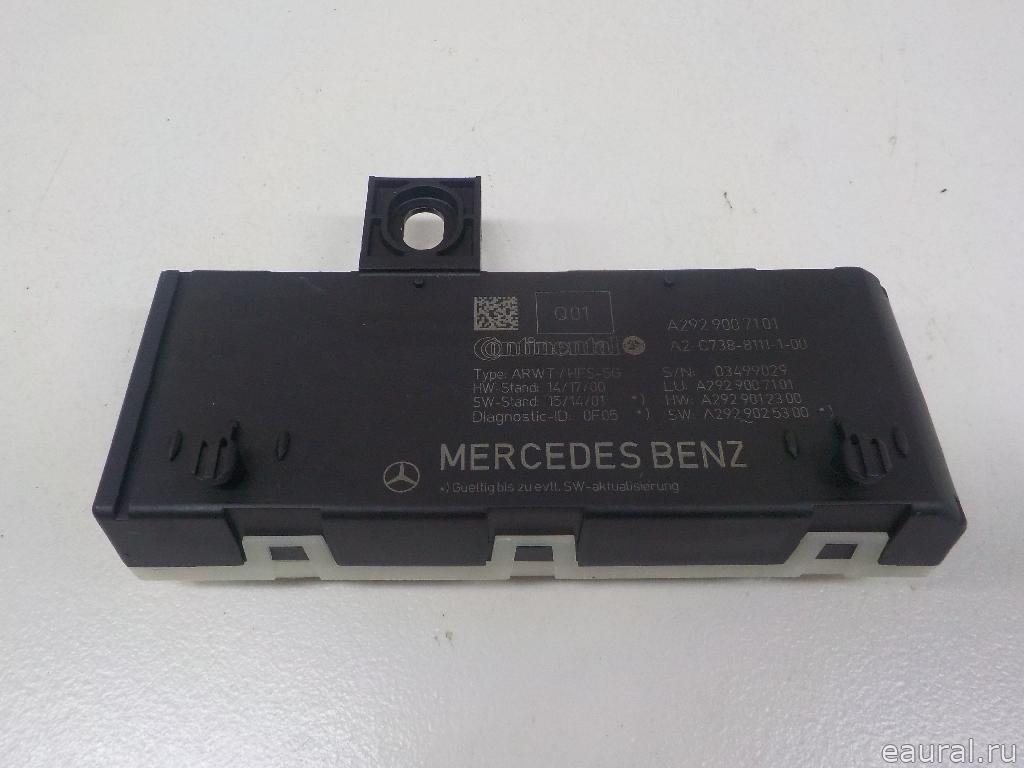 Q01
A292 900 71 01
Continental
A2 C738-8111-1-00
Type: ARWT/HFS-SG S/N: 03499029
HW-Stand: 14/17/00 LU: A292 900 71 01
SW-Stand: 15/14/01 *) HW: A292 901 23 00
Diagnostic-ID: 0F05 *) SW: A292 902 53 00 *)
MERCEDES BENZ
*) Gueltig bis zu evtl. SW-aktualisierung
eaural.ru